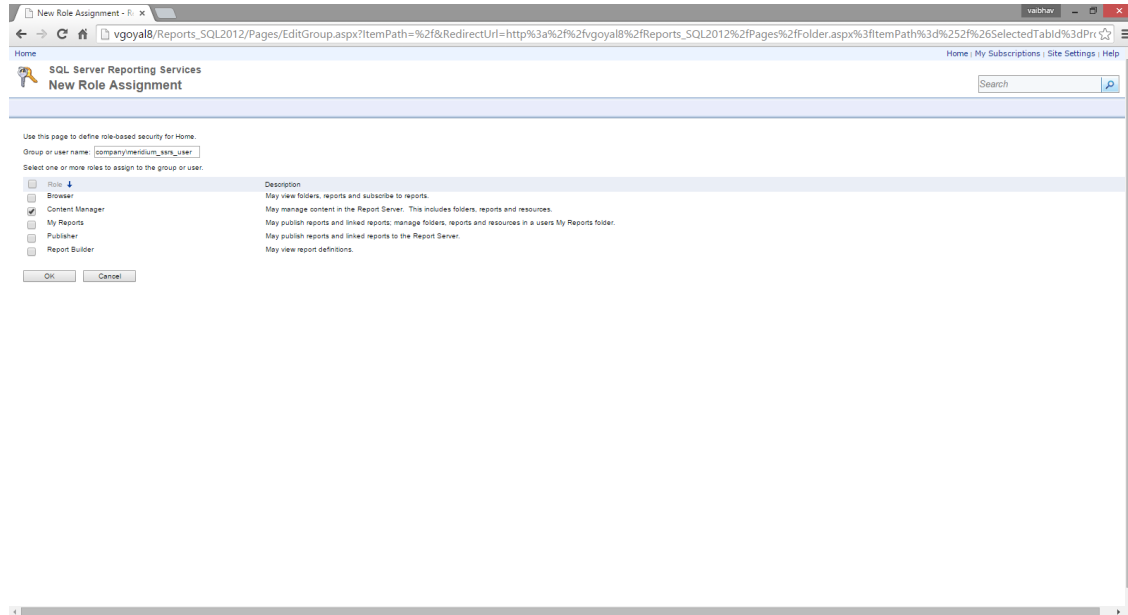 New Role Assignment - R
vaibhav
vgoyal8/Reports_SQL2012/Pages/EditGroup.aspx?ItemPath=%2f&RedirectUrl=http%3a%2f%2fvgoyal8%2fReports_SQL2012%2fPages%2fFolder.aspx%3fItemPath%3d%252f%26SelectedTabId%3dPro
Home
Home | My Subscriptions | Site Settings | Help
SQL Server Reporting Services
New Role Assignment
Search
Use this page to define role-based security for Home.
Group or user name: company\meridium_ssrs_user
Select one or more roles to assign to the group or user.
Role ↓ Description
Browser May view folders, reports and subscribe to reports.
Content Manager May manage content in the Report Server. This includes folders, reports and resources.
My Reports May publish reports and linked reports; manage folders, reports and resources in a users My Reports folder.
Publisher May publish reports and linked reports to the Report Server.
Report Builder May view report definitions.
OK Cancel